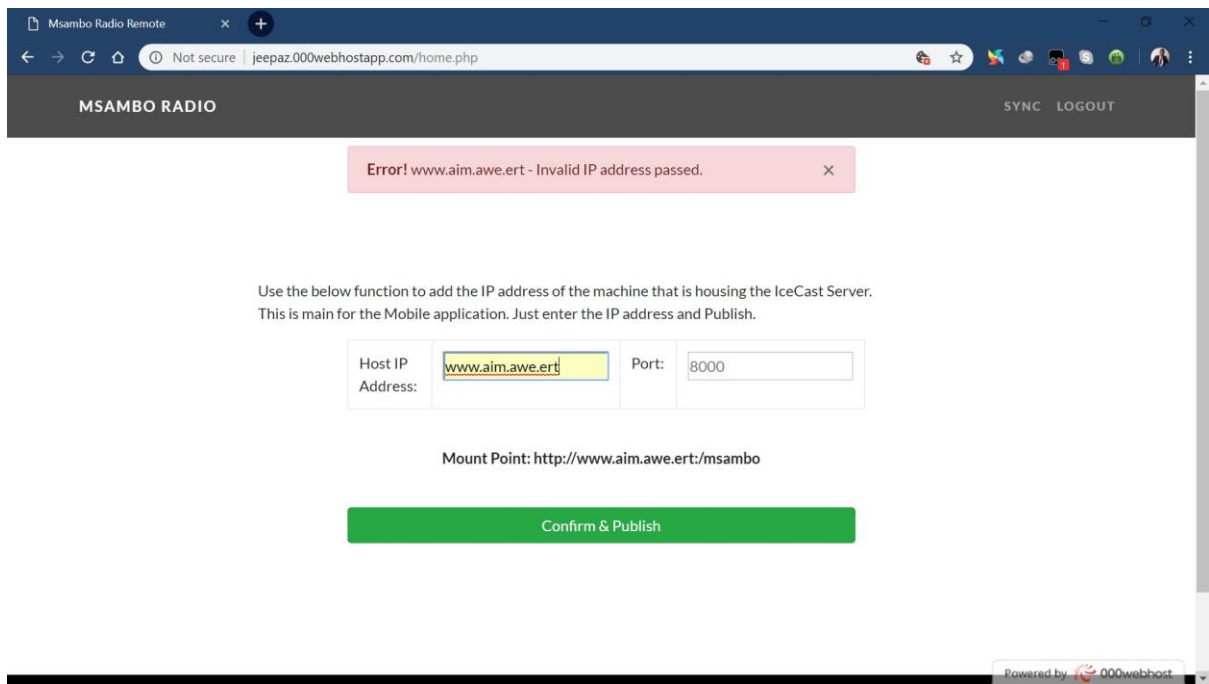 Msambo Radio Remote
Not secure | jeepaz.000webhostapp.com/home.php
1
MSAMBO RADIO
SYNC LOGOUT
Error! www.aim.awe.ert - Invalid IP address passed.
Use the below function to add the IP address of the machine that is housing the IceCast Server.
This is main for the Mobile application. Just enter the IP address and Publish.
Host IP
Address:
www.aim.awe.ert
Port:
8000
Mount Point: http://www.aim.awe.ert:/msambo
Confirm & Publish
Powered by 000webhost